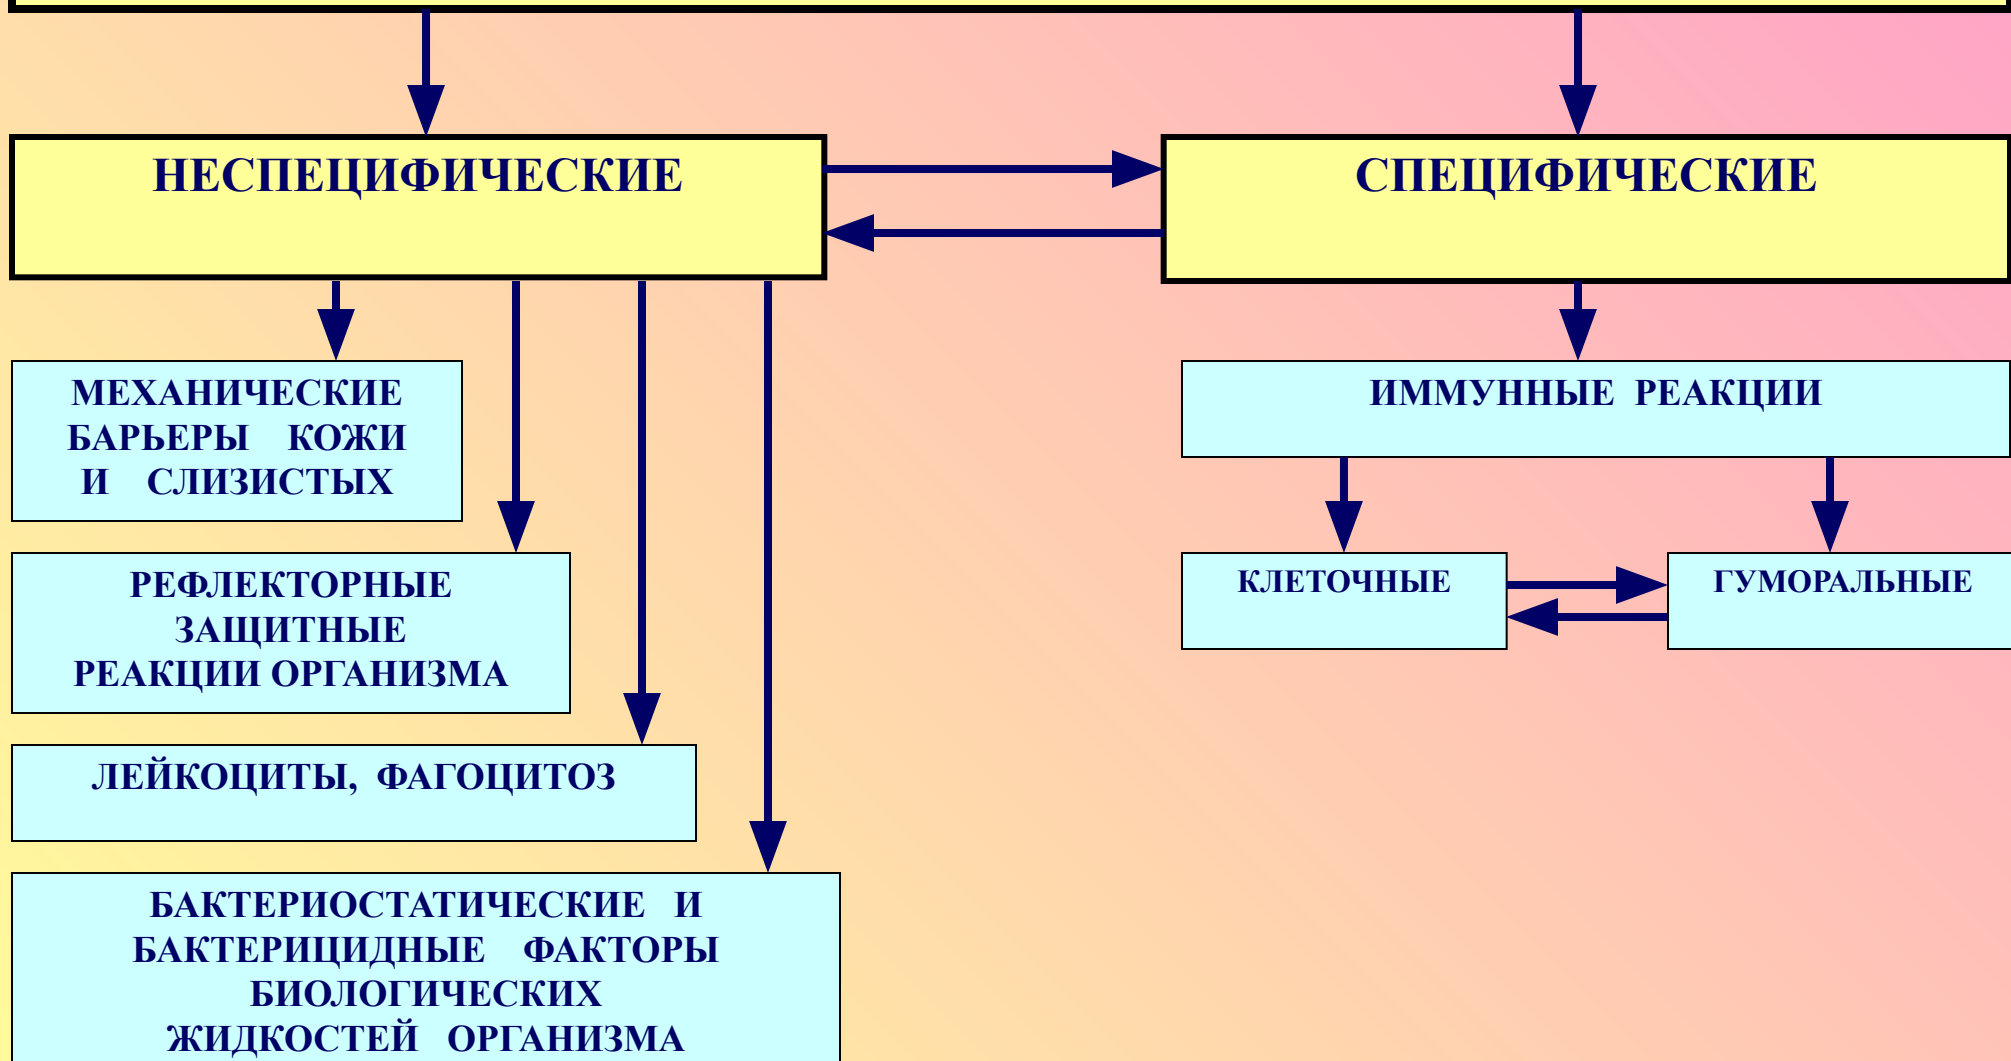 НЕСПЕЦИФИЧЕСКИЕ
СПЕЦИФИЧЕСКИЕ
МЕХАНИЧЕСКИЕ
БАРЬЕРЫ КОЖИ
И СЛИЗИСТЫХ
ИММУННЫЕ РЕАКЦИИ
РЕФЛЕКТОРНЫЕ
ЗАЩИТНЫЕ
РЕАКЦИИ ОРГАНИЗМА
КЛЕТОЧНЫЕ
ГУМОРАЛЬНЫЕ
ЛЕЙКОЦИТЫ, ФАГОЦИТОЗ
БАКТЕРИОСТАТИЧЕСКИЕ И
БАКТЕРИЦИДНЫЕ ФАКТОРЫ
БИОЛОГИЧЕСКИХ
ЖИДКОСТЕЙ ОРГАНИЗМА